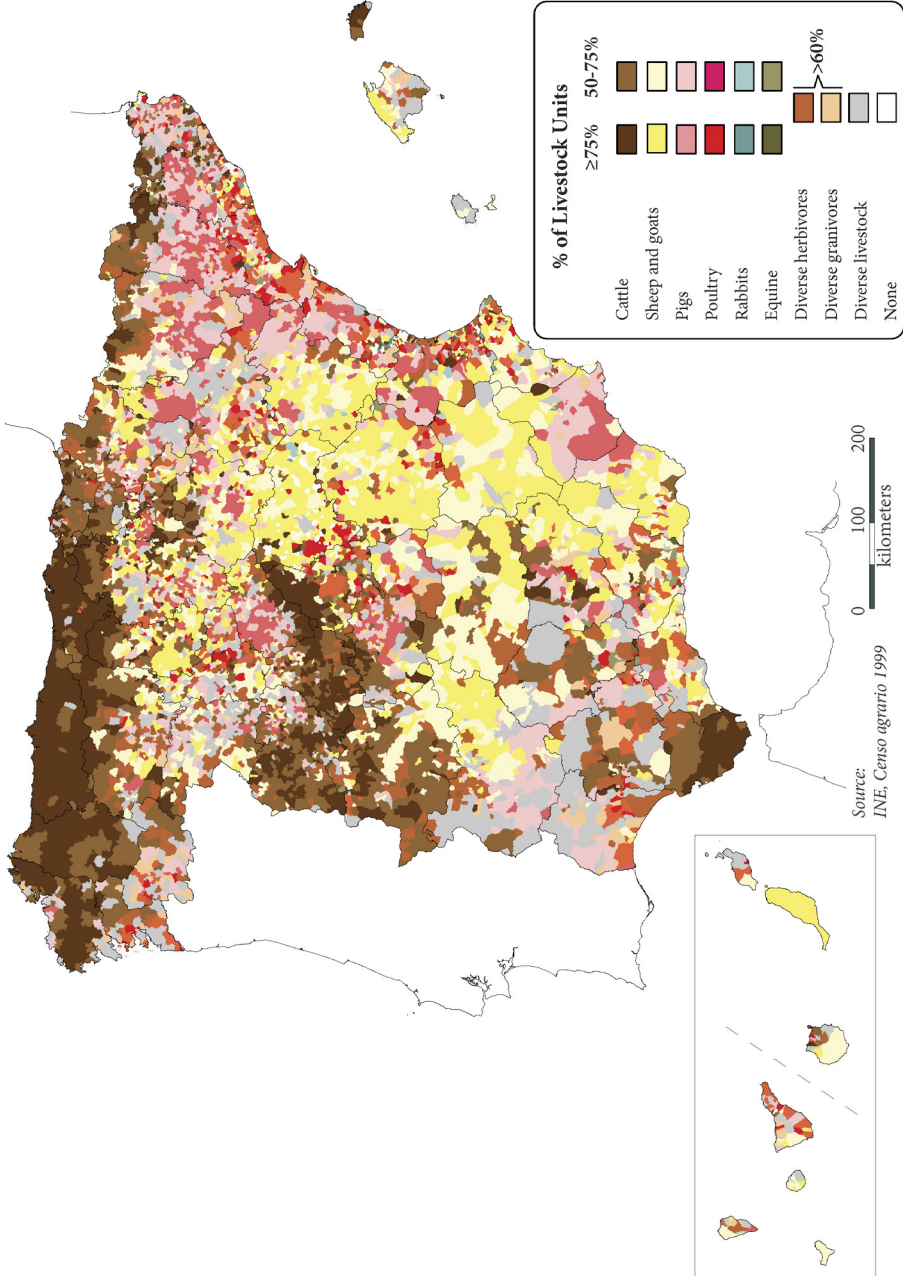 % of Livestock Units
≥75% 50-75%
Cattle
Sheep and goats
Pigs
Poultry
Rabbits
Equine
Diverse herbivores
Diverse granivores
>>60%
Diverse livestock
None
0 100 200
kilometers
Source:
INE, Censo agrario 1999